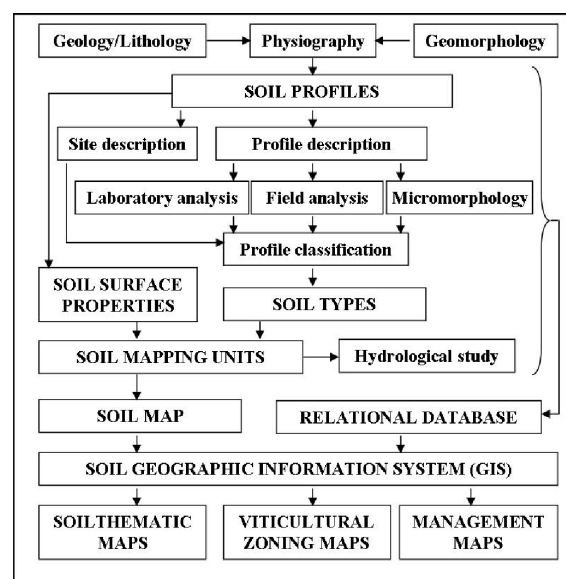 Geology/Lithology
Physiography
Geomorphology
SOIL PROFILES
Site description
Profile description
Laboratory analysis
Field analysis
Micromorphology
Profile classification
SOIL SURFACE
PROPERTIES
SOIL TYPES
SOIL MAPPING UNITS
Hydrological study
SOIL MAP
RELATIONAL DATABASE
SOIL GEOGRAPHIC INFORMATION SYSTEM (GIS)
SOILTHEMATIC
MAPS
VITICULTURAL
ZONING MAPS
MANAGEMENT
MAPS